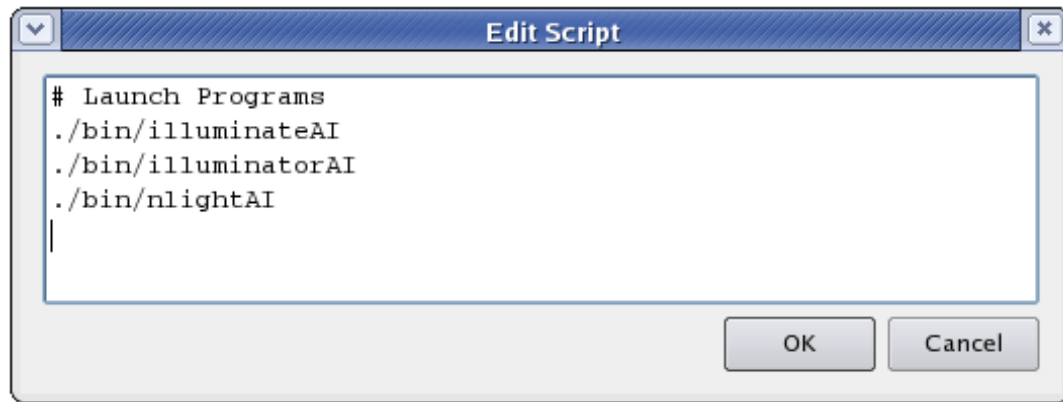 Edit Script
# Launch Programs
./bin/illuminateAI
./bin/illuminatorAI
./bin/nlightAI
OK Cancel